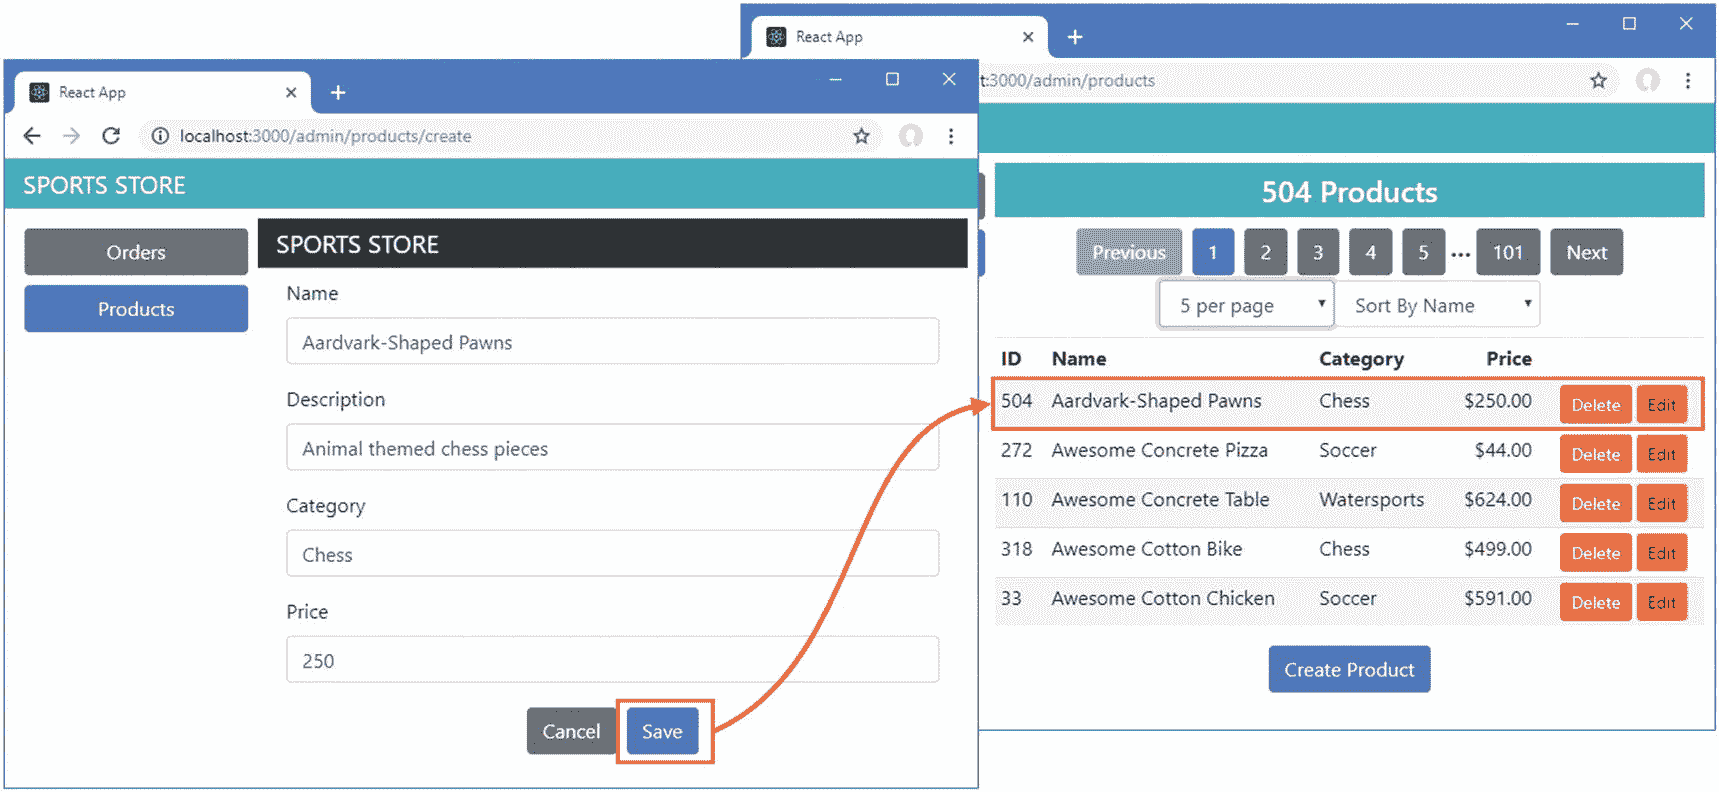 React App
localhost:3000/admin/products/create
SPORTS STORE
Orders
Products
SPORTS STORE
Name
Aardvark-Shaped Pawns
Description
Animal themed chess pieces
Category
Chess
Price
250
Cancel Save
React App
t:3000/admin/products
504 Products
Previous 1 2 3 4 5 ... 101 Next
5 per page Sort By Name
ID Name Category Price
504 Aardvark-Shaped Pawns Chess $250.00 Delete Edit
272 Awesome Concrete Pizza Soccer $44.00 Delete Edit
110 Awesome Concrete Table Watersports $624.00 Delete Edit
318 Awesome Cotton Bike Chess $499.00 Delete Edit
33 Awesome Cotton Chicken Soccer $591.00 Delete Edit
Create Product